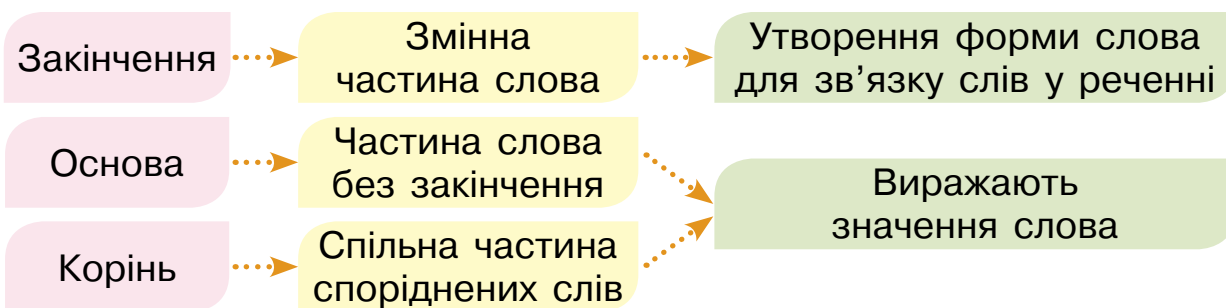 Закінчення
Змінна
частина слова
Утворення форми слова
для зв’язку слів у реченні
Основа
Частина слова
без закінчення
Виражають
значення слова
Корінь
Спільна частина
споріднених слів